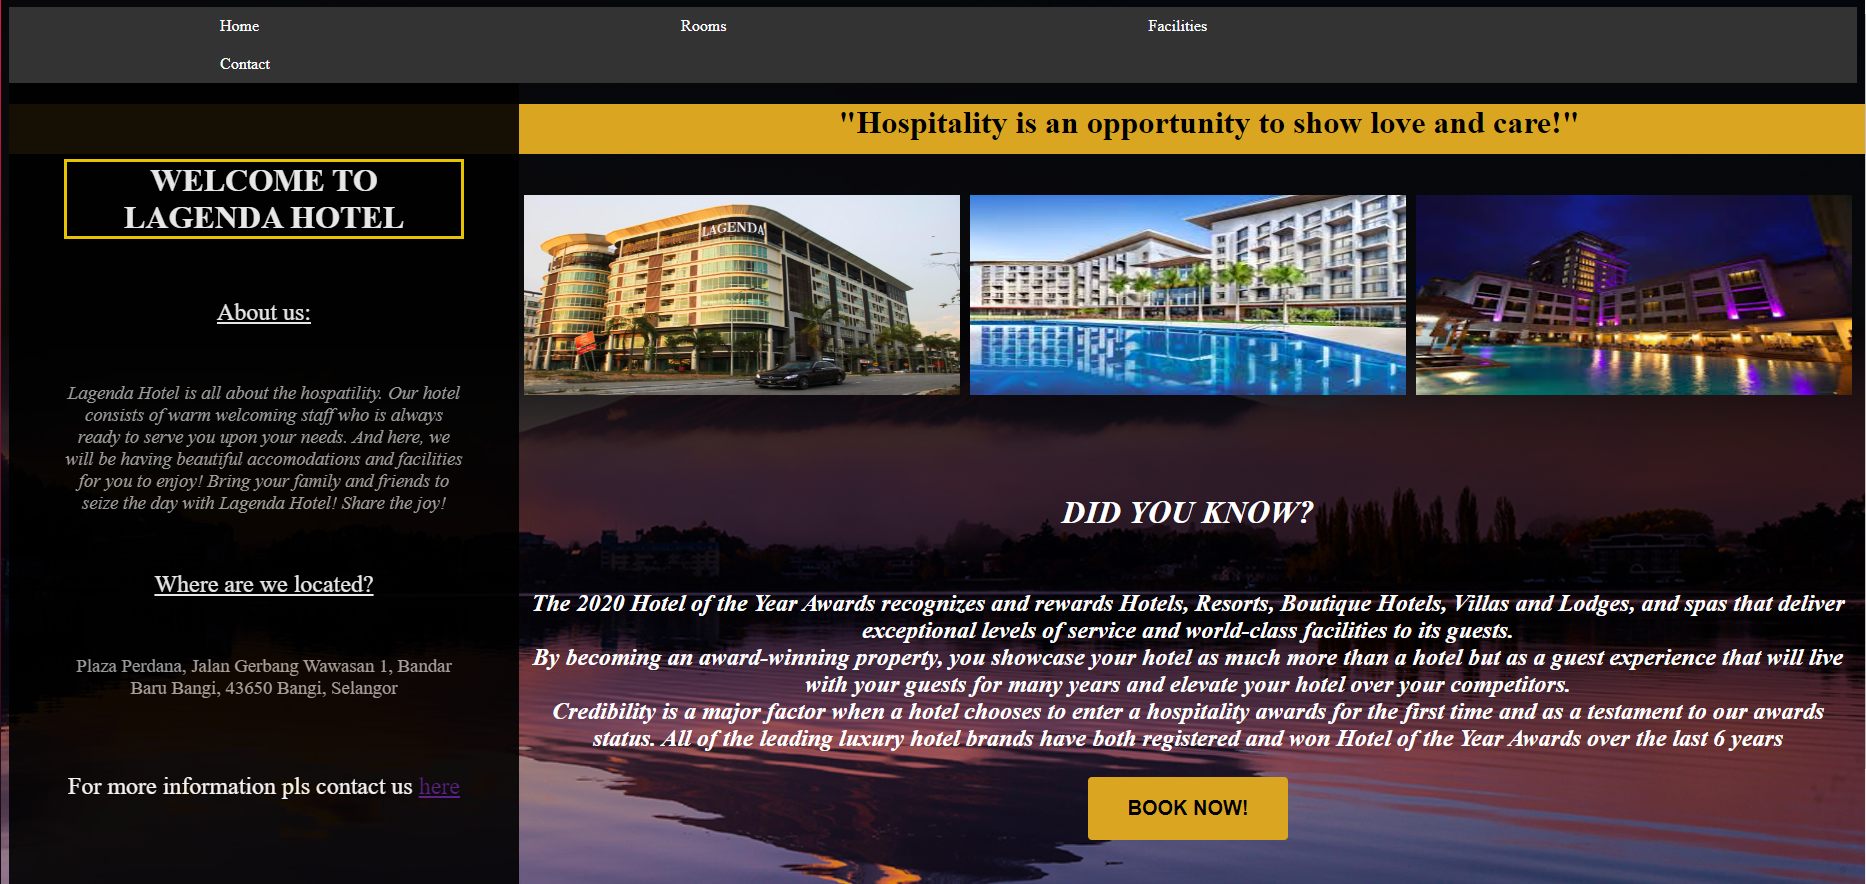 Home
Rooms
Facilities
Contact
"Hospitality is an opportunity to show love and care!"
WELCOME TO
LAGENDA HOTEL
About us:
Lagenda Hotel is all about the hospatility. Our hotel
consists of warm welcoming staff who is always
ready to serve you upon your needs. And here, we
will be having beautiful accomodations and facilities
for you to enjoy! Bring your family and friends to
seize the day with Lagenda Hotel! Share the joy!
Where are we located?
Plaza Perdana, Jalan Gerbang Wawasan 1, Bandar
Baru Bangi, 43650 Bangi, Selangor
For more information pls contact us here
LAGENDA
DID YOU KNOW?
The 2020 Hotel of the Year Awards recognizes and rewards Hotels, Resorts, Boutique Hotels, Villas and Lodges, and spas that deliver
exceptional levels of service and world-class facilities to its guests.
By becoming an award-winning property, you showcase your hotel as much more than a hotel but as a guest experience that will live
with your guests for many years and elevate your hotel over your competitors.
Credibility is a major factor when a hotel chooses to enter a hospitality awards for the first time and as a testament to our awards
status. All of the leading luxury hotel brands have both registered and won Hotel of the Year Awards over the last 6 years
BOOK NOW!